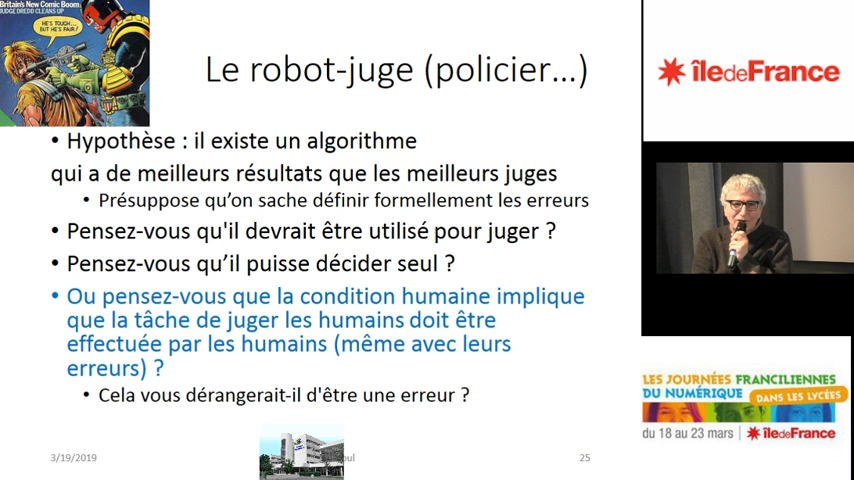 Britain's New Comic Boom
JUDGE DREDD CLEANS UP
HE'S TOUGH...
BUT HE'S FAIR!
Le robot-juge (policier...)
• Hypothèse : il existe un algorithme
qui a de meilleurs résultats que les meilleurs juges
• Présuppose qu'on sache définir formellement les erreurs
• Pensez-vous qu'il devrait être utilisé pour juger ?
• Pensez-vous qu’il puisse décider seul ?
• Ou pensez-vous que la condition humaine implique
que la tâche de juger les humains doit être
effectuée par les humains (même avec leurs
erreurs) ?
• Cela vous dérangerait-il d'être une erreur ?
3/19/2019
25
îledeFrance
LES JOURNÉES FRANCILIENNES
DU NUMÉRIQUE DANS LES LYCÉES
du 18 au 23 mars | îledeFrance